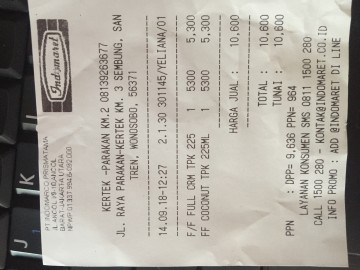 Indomaret
PT INDOMARCO PRISMATAMA
JL ANCOL I/9-10 ANCOL
BARAT-JAKARTA UTARA
NPWP 01.337.994.6-092.000
KERTEK -PARAKAN KM.2 08139263677
JL. RAYA PARAKAN-KERTEK KM. 3 SEMBUNG, SAN
TREN, WONOSOBO, 56371
14.09.18-12:27 2.1.30 301145/YELIANA/01
F/F FULL CRM TPK 225 1 5300 5,300
FF COCONUT TPK 225ML 1 5300 5,300
HARGA JUAL : 10,600
TOTAL : 10,600
TUNAI : 10,600
PPN : DPP= 9,636 PPN= 964
LAYANAN KONSUMEN SMS 0811 1500 280
CALL 1500 280 - KONTAK@INDOMARET.CO.ID
INFO PROMO : ADD @INDOMARET DI LINE
J
K